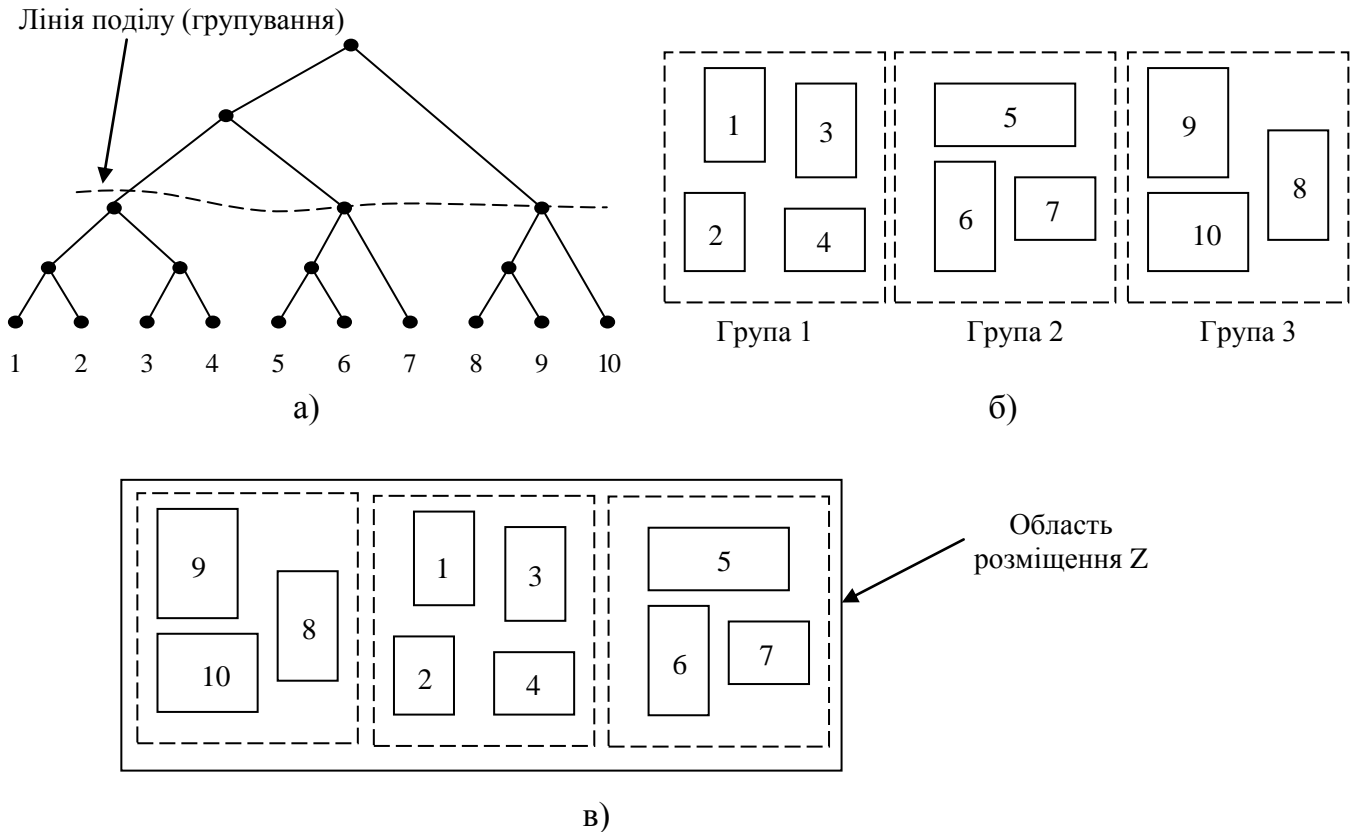 Лінія поділу (групування)
1 2 3 4 5 6 7 8 9 10
а)
1 3
2 4
5
6 7
9
8
10
Група 1 Група 2 Група 3
б)
9
8
10
1 3
2 4
5
6 7
Область
розміщення Z
в)